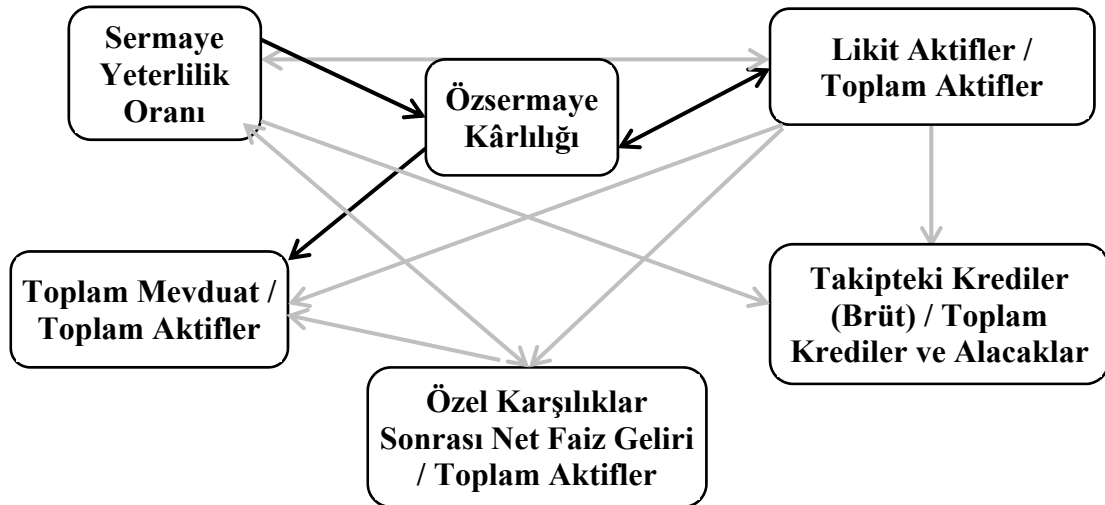 Sermaye
Yeterlilik
Oranı
Özsermaye
Kârlılığı
Likit Aktifler /
Toplam Aktifler
Toplam Mevduat /
Toplam Aktifler
Takipteki Krediler
(Brüt) / Toplam
Krediler ve Alacaklar
Özel Karşılıklar
Sonrası Net Faiz Geliri
/ Toplam Aktifler